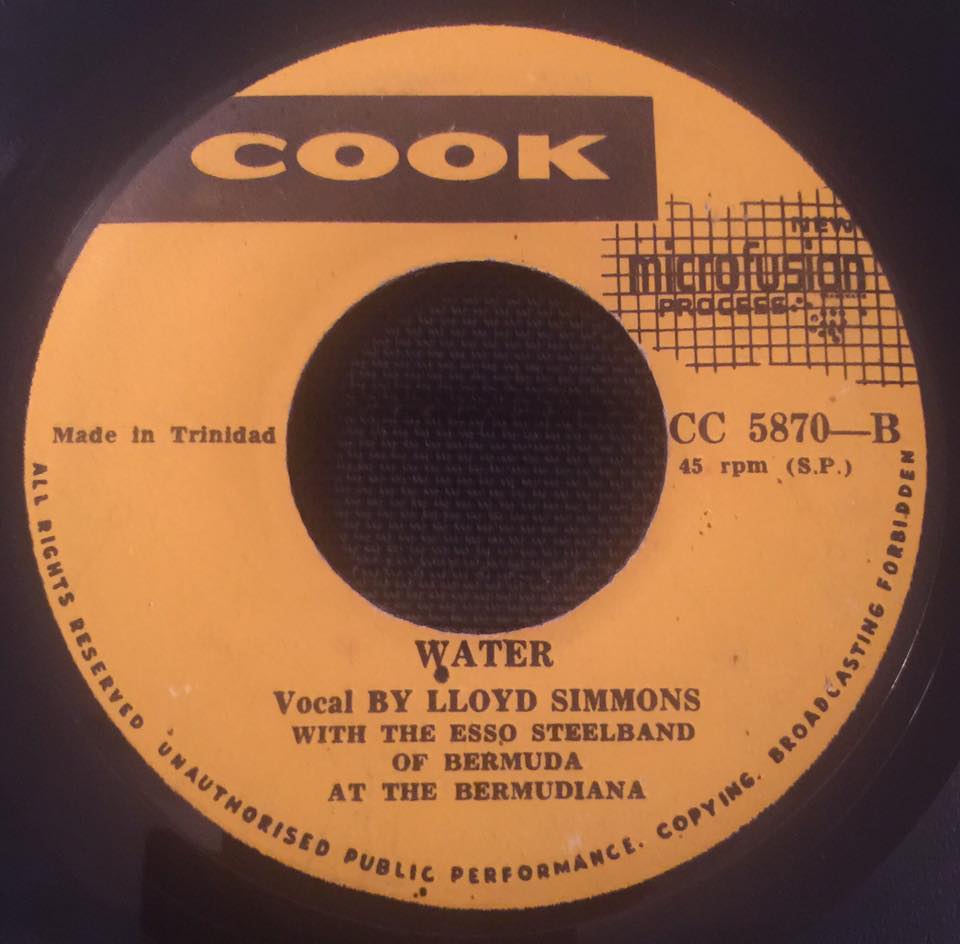 COOK
NEW
microfusion
PROCESS
Made in Trinidad
CC 5870—B
45 rpm (S.P.)
WATER
Vocal BY LLOYD SIMMONS
WITH THE ESSO STEELBAND
OF BERMUDA
AT THE BERMUDIANA
ALL RIGHTS RESERVED UNAUTHORISED PUBLIC PERFORMANCE. COPYING. BROADCASTING FORBIDDEN